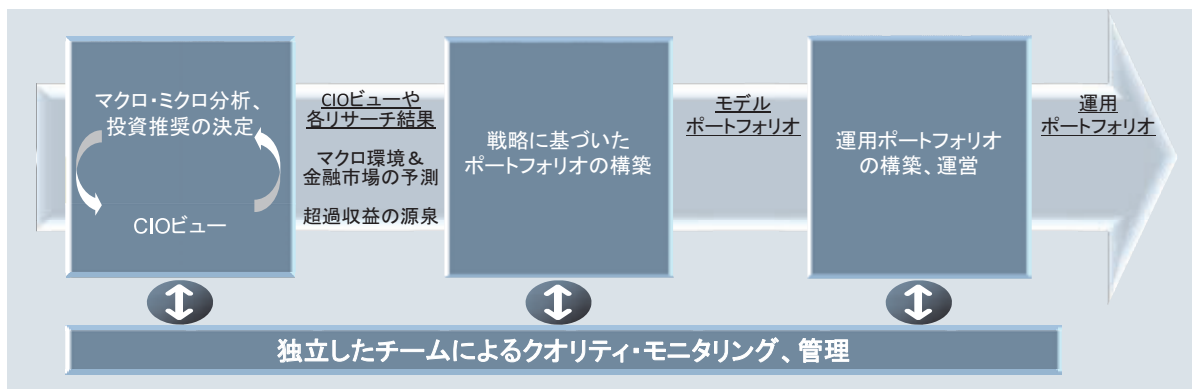 マクロ・ミクロ分析、
投資推奨の決定
CIOビュー
CIOビューや
各リサーチ結果
マクロ環境＆
金融市場の予測
超過収益の源泉
戦略に基づいた
ポートフォリオの構築
モデル
ポートフォリオ
運用ポートフォリオ
の構築、運営
運用
ポートフォリオ
独立したチームによるクオリティ・モニタリング、管理